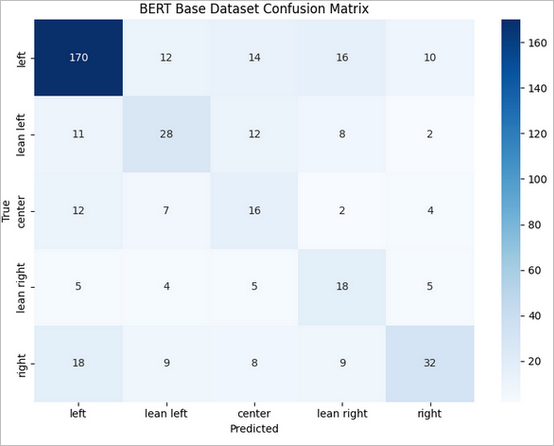 BERT Base Dataset Confusion Matrix
True
left 170 12 14 16 10
lean left 11 28 12 8 2
center 12 7 16 2 4
lean right 5 4 5 18 5
right 18 9 8 9 32
left lean left center lean right right
Predicted
160
140
120
100
80
60
40
20